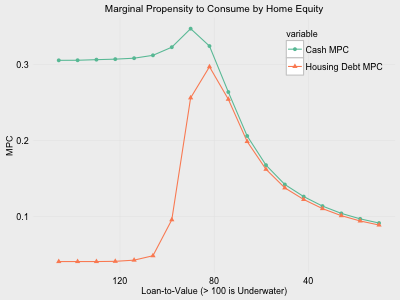 Marginal Propensity to Consume by Home Equity
variable
Cash MPC
Housing Debt MPC
MPC
0.3
0.2
0.1
120
80
40
Loan-to-Value (> 100 is Underwater)